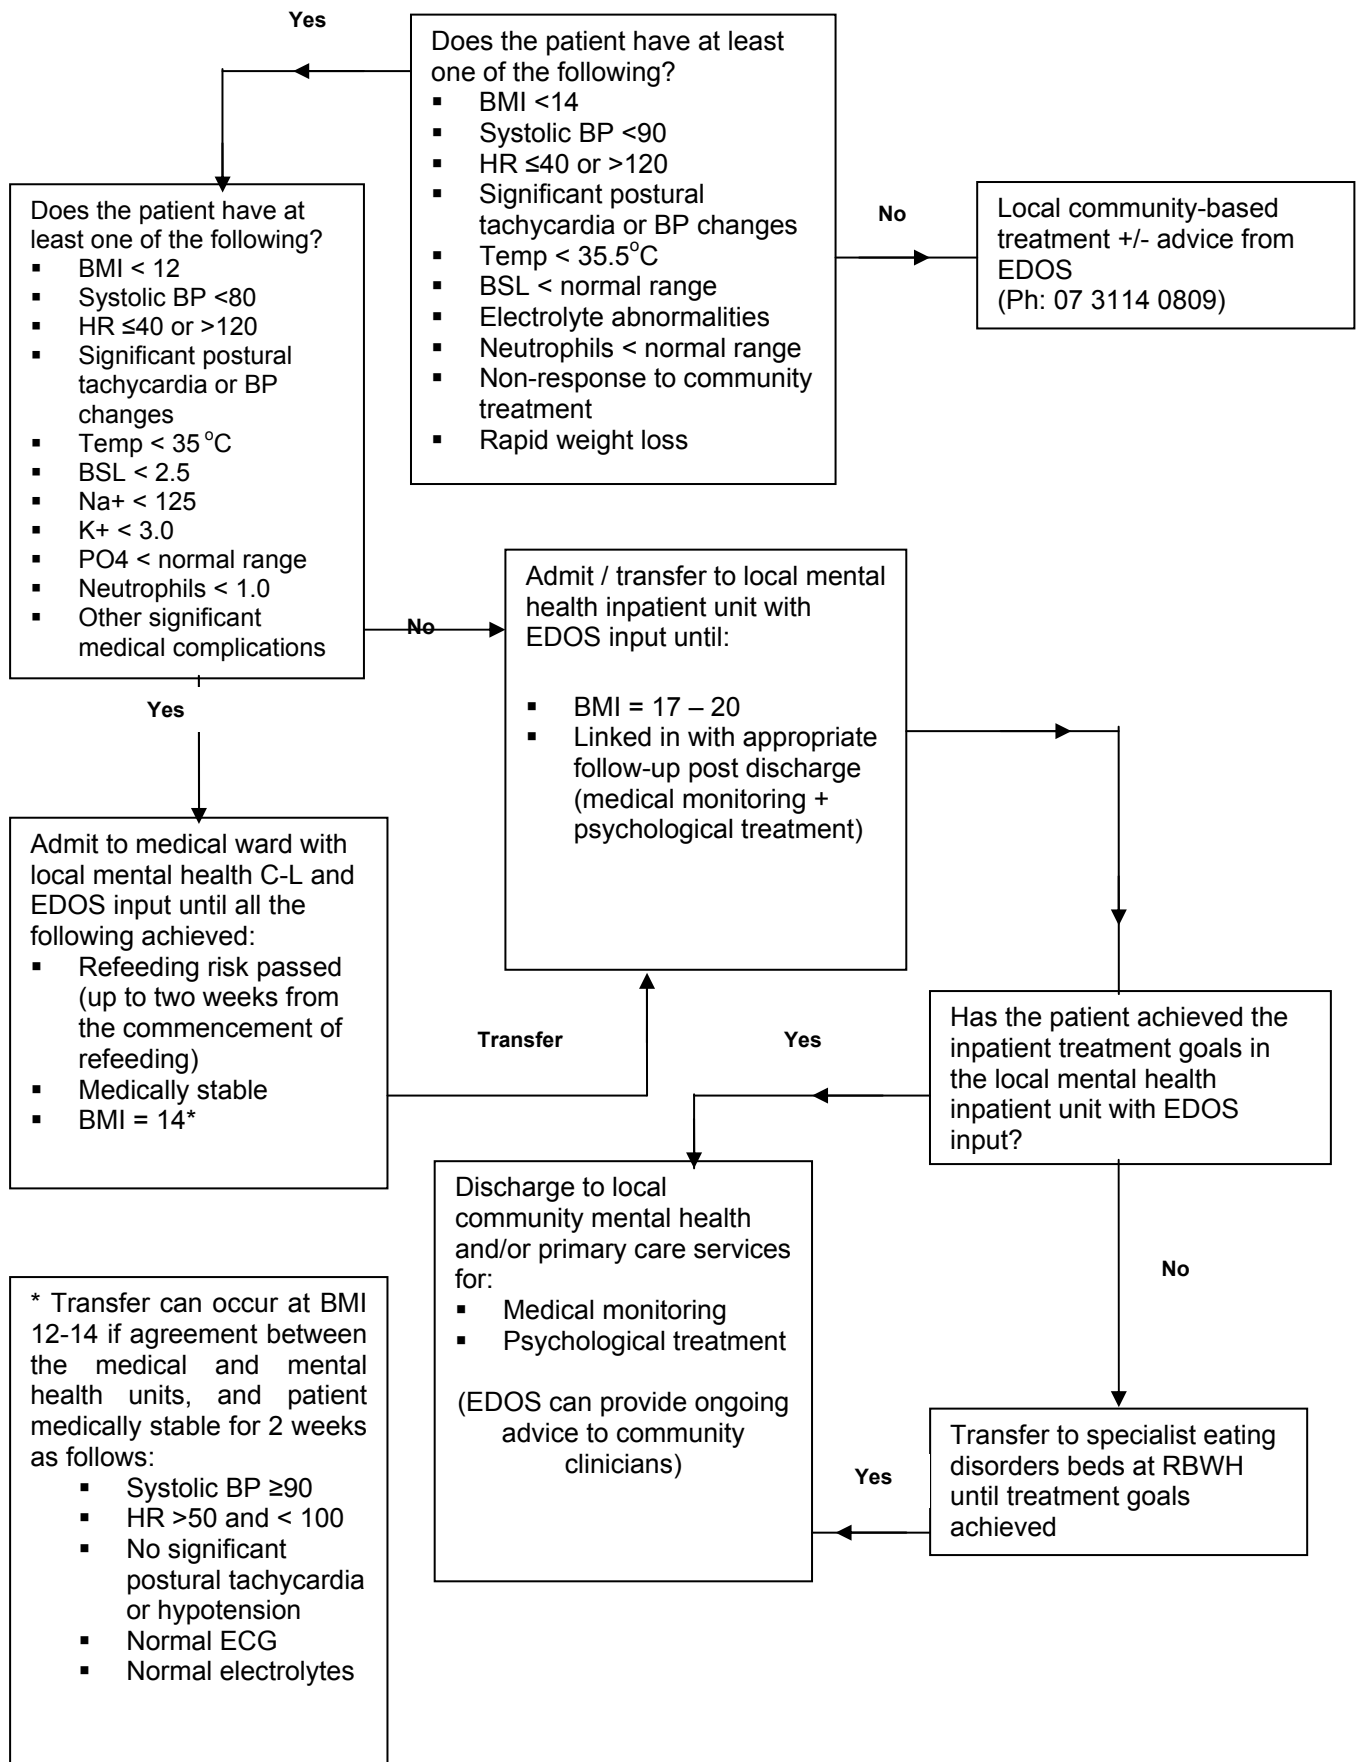 Yes
Does the patient have at least
one of the following?
▪ BMI <14
▪ Systolic BP <90
▪ HR ≤40 or >120
▪ Significant postural
tachycardia or BP changes
▪ Temp < 35.5°C
▪ BSL < normal range
▪ Electrolyte abnormalities
▪ Neutrophils < normal range
▪ Non-response to community
treatment
▪ Rapid weight loss
No
Local community-based
treatment +/- advice from
EDOS
(Ph: 07 3114 0809)
Does the patient have at
least one of the following?
▪ BMI < 12
▪ Systolic BP <80
▪ HR ≤40 or >120
▪ Significant postural
tachycardia or BP
changes
▪ Temp < 35 °C
▪ BSL < 2.5
▪ Na+ < 125
▪ K+ < 3.0
▪ PO4 < normal range
▪ Neutrophils < 1.0
▪ Other significant
medical complications
No
Yes
Admit / transfer to local mental
health inpatient unit with
EDOS input until:
▪ BMI = 17 – 20
▪ Linked in with appropriate
follow-up post discharge
(medical monitoring +
psychological treatment)
Admit to medical ward with
local mental health C-L and
EDOS input until all the
following achieved:
▪ Refeeding risk passed
(up to two weeks from
the commencement of
refeeding)
▪ Medically stable
▪ BMI = 14*
Transfer
Yes
Has the patient achieved the
inpatient treatment goals in
the local mental health
inpatient unit with EDOS
input?
Discharge to local
community mental health
and/or primary care services
for:
▪ Medical monitoring
▪ Psychological treatment
(EDOS can provide ongoing
advice to community
clinicians)
No
* Transfer can occur at BMI
12-14 if agreement between
the medical and mental
health units, and patient
medically stable for 2 weeks
as follows:
▪ Systolic BP ≥90
▪ HR >50 and < 100
▪ No significant
postural tachycardia
or hypotension
▪ Normal ECG
▪ Normal electrolytes
Yes
Transfer to specialist eating
disorders beds at RBWH
until treatment goals
achieved